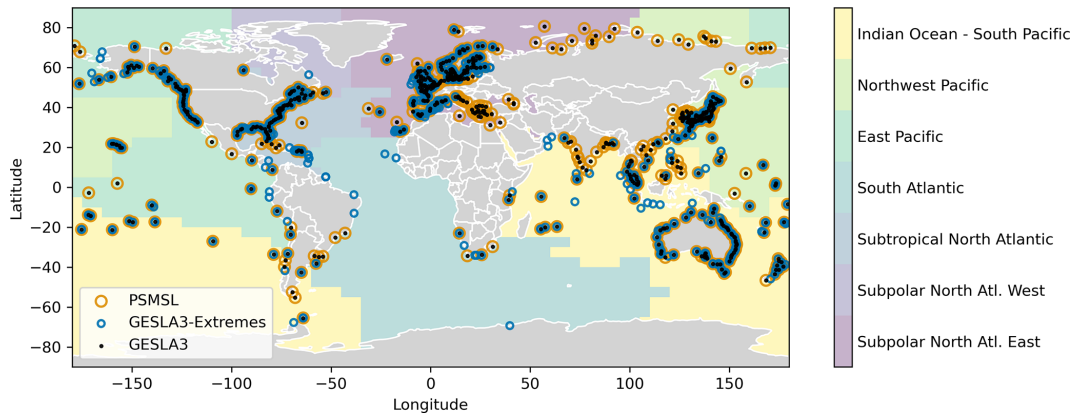 80
60
40
20
0
−20
−40
−60
−80
Latitude
PSMSL
GESLA3-Extremes
GESLA3
−150
−100
−50
0
50
100
150
Longitude
Indian Ocean - South Pacific
Northwest Pacific
East Pacific
South Atlantic
Subtropical North Atlantic
Subpolar North Atl. West
Subpolar North Atl. East